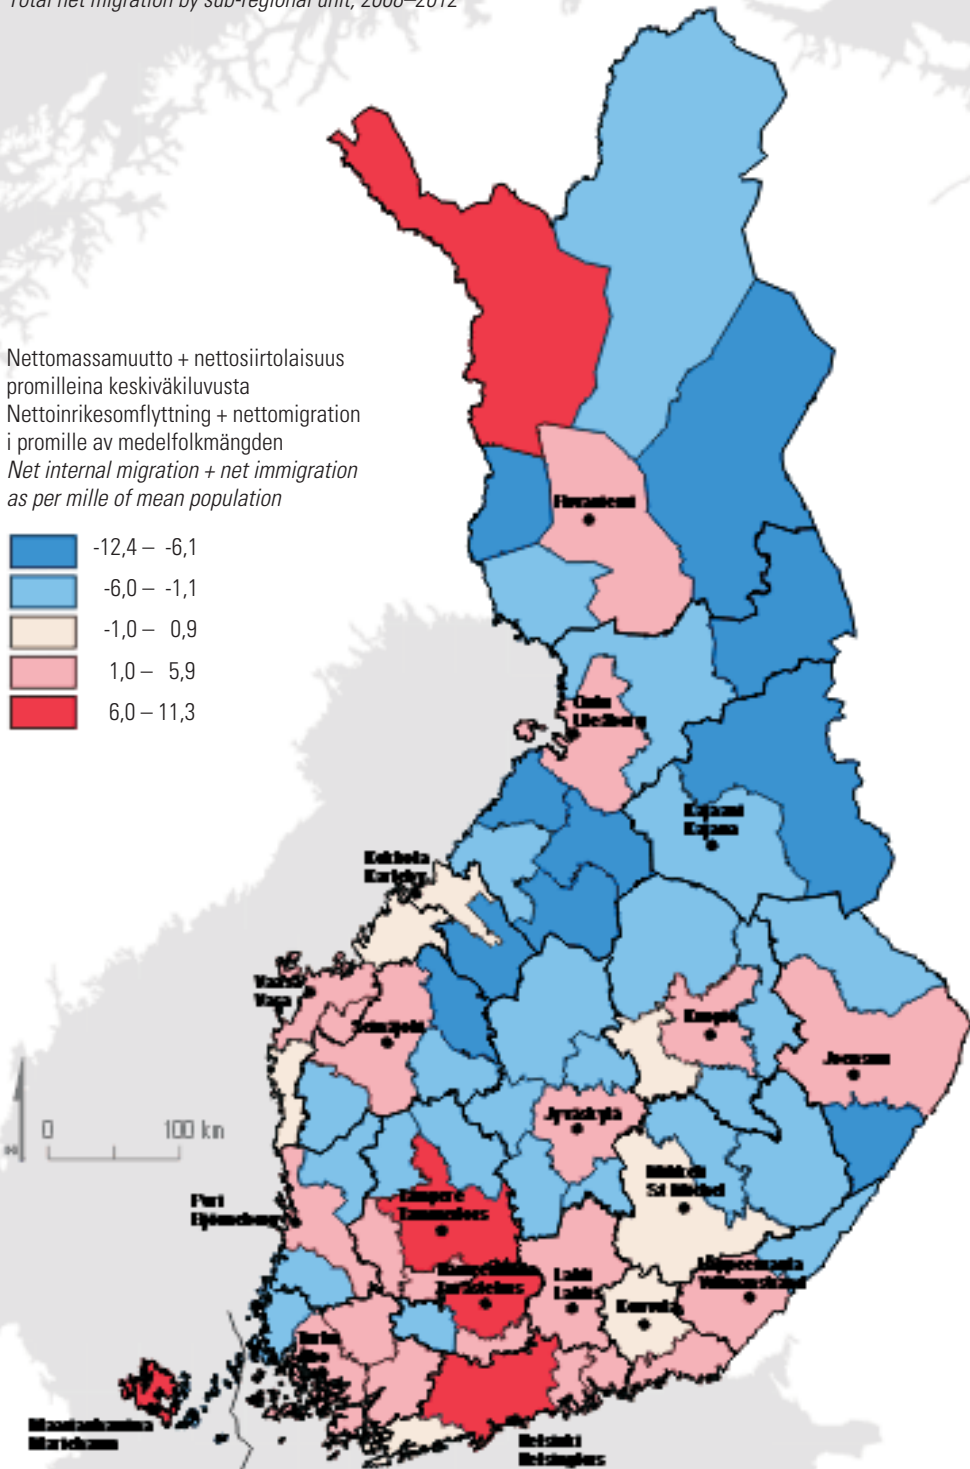 Total net migration by sub-regional unit, 2008–2012
Nettomassamuutto + nettosiirtolaisuus
promilleina keskiväkiluvusta
Nettoinrikesomflyttning + nettomigration
i promille av medelfolkmängden
Net internal migration + net immigration
as per mille of mean population
-12,4 – -6,1
-6,0 – -1,1
-1,0 – 0,9
1,0 – 5,9
6,0 – 11,3
Rovaniemi
Oulu
Uleåborg
Kajaani
Kajana
Kokkola
Karleby
Vaasa
Vasa
Seinäjoki
Kuopio
Joensuu
0 100 km
Jyväskylä
Mikkeli
St Michel
Pori
Björneborg
Tampere
Tammerfors
Lappeenranta
Villmanstrand
Hämeenlinna
Tavastehus
Lahti
Lahtis
Kouvola
Turku
Åbo
Maarianhamina
Mariehamn
Helsinki
Helsingfors